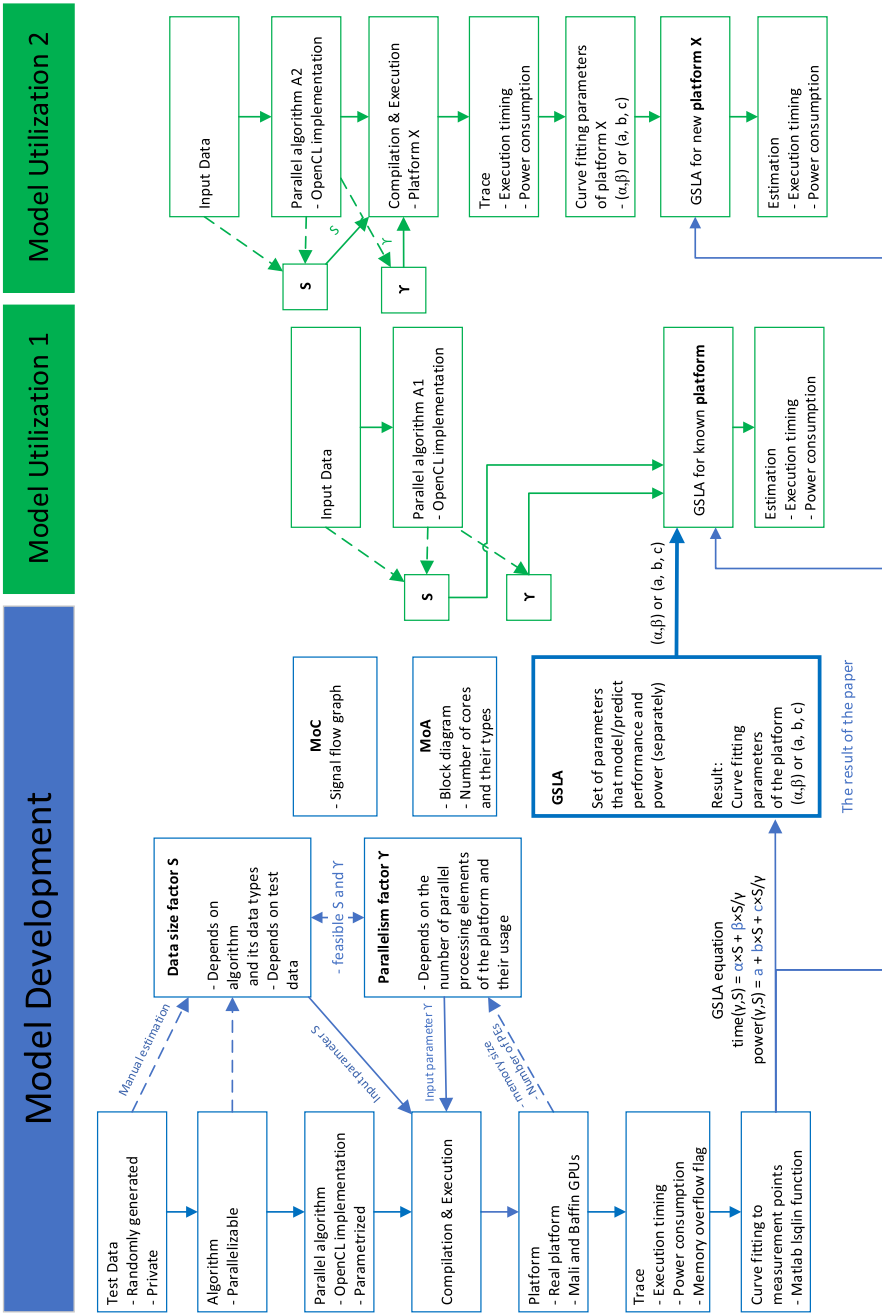 Model Development
Test Data
- Randomly generated
- Private
Algorithm
- Parallelizable
Parallel algorithm
- OpenCL implementation
- Parametrized
Compilation & Execution
Platform
- Real platform
- Mali and Baffin GPUs
Trace
- Execution timing
- Power consumption
- Memory overflow flag
Curve fitting to
measurement points
- Matlab lsqlin function
Manual estimation
Input parameter S
Input parameter ϒ
- memory size
- Number of PEs
Data size factor S
- Depends on
algorithm
and its data types
- Depends on test
data
- feasible S and ϒ
Parallelism factor ϒ
- Depends on the
number of parallel
processing elements
of the platform and
their usage
GSLA equation
time(γ,S) = α×S + β×S/γ
power(γ,S) = a + b×S + c×S/γ
MoC
- Signal flow graph
MoA
- Block diagram
- Number of cores
and their types
GSLA
Set of parameters
that model/predict
performance and
power (separately)
Result:
Curve fitting
parameters
of the platform
(α,β) or (a, b, c)
The result of the paper
(α,β) or (a, b, c)
Model Utilization 1
Input Data
Parallel algorithm A1
- OpenCL implementation
S
ϒ
GSLA for known platform
Estimation
- Execution timing
- Power consumption
Model Utilization 2
Input Data
Parallel algorithm A2
- OpenCL implementation
S
ϒ
S
ϒ
Compilation & Execution
- Platform X
Trace
- Execution timing
- Power consumption
Curve fitting parameters
of platform X
- (α,β) or (a, b, c)
GSLA for new platform X
Estimation
- Execution timing
- Power consumption